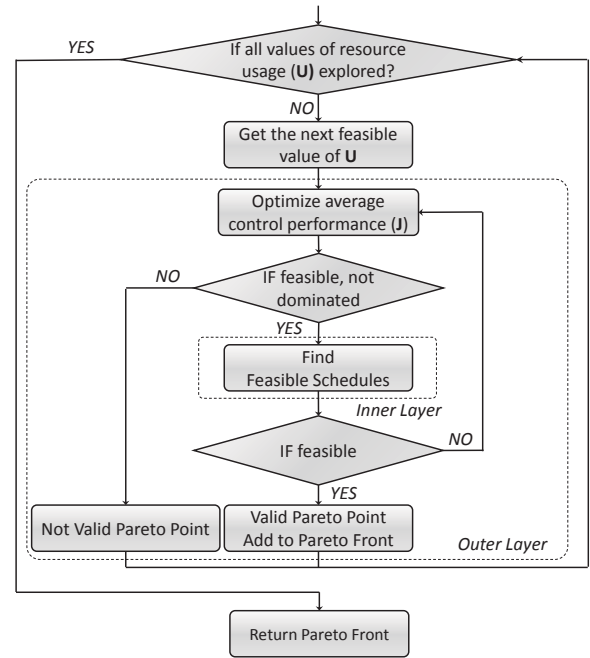 YES
If all values of resource
usage (U) explored?
NO
Get the next feasible
value of U
Optimize average
control performance (J)
NO
IF feasible, not
dominated
YES
Find
Feasible Schedules
Inner Layer
IF feasible
NO
YES
Not Valid Pareto Point
Valid Pareto Point
Add to Pareto Front
Outer Layer
Return Pareto Front